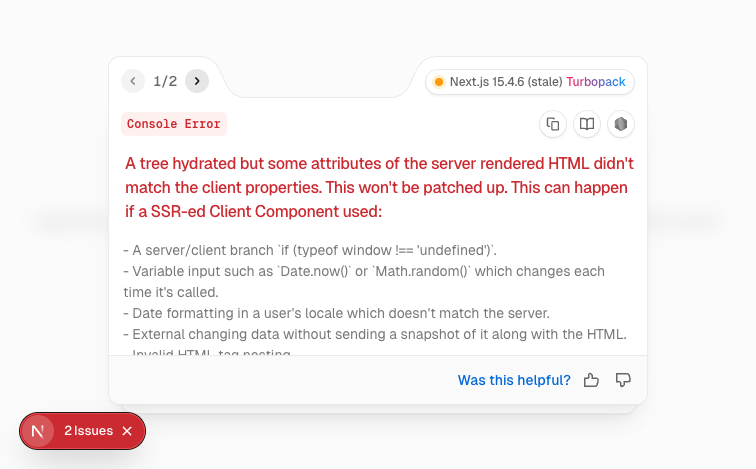 1/2
Next.js 15.4.6 (stale) Turbopack
Console Error
A tree hydrated but some attributes of the server rendered HTML didn't
match the client properties. This won't be patched up. This can happen
if a SSR-ed Client Component used:
- A server/client branch `if (typeof window !== 'undefined')`.
- Variable input such as `Date.now()` or `Math.random()` which changes each
time it's called.
- Date formatting in a user's locale which doesn't match the server.
- External changing data without sending a snapshot of it along with the HTML.
- Invalid HTML tag nesting.
Was this helpful?
N 2 Issues